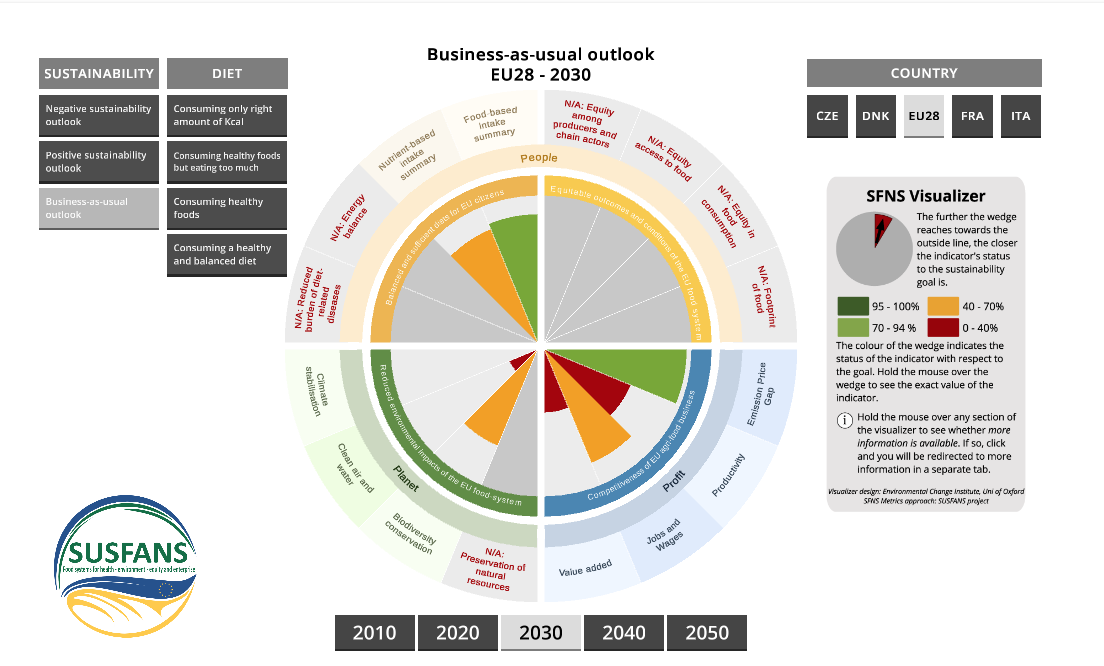 Business-as-usual outlook
EU28 - 2030
SUSTAINABILITY
Negative sustainability
outlook
Positive sustainability
outlook
Business-as-usual
outlook
DIET
Consuming only right
amount of Kcal
Consuming healthy foods
but eating too much
Consuming healthy
foods
Consuming a healthy
and balanced diet
N/A: Reduced
burden of diet-
related
diseases
N/A: Energy
balance
Nutrient-based
intake
summary
Food-based
intake
summary
N/A: Equity
among
producers and
chain actors
N/A: Equity
access to food
N/A: Equity in
food
consumption
N/A: Footprint
of food
People
Balanced and sufficient diets for EU citizens
Equitable outcomes and conditions of the EU food system
Climate
stabilisation
Clean air and
water
Biodiversity
conservation
N/A:
Preservation of
natural
resources
Planet
Reduced environmental impacts of the EU food system
Emission Price
Gap
Productivity
Jobs and
Wages
Value added
Profit
Competitiveness of EU agri-food business
COUNTRY
CZE
DNK
EU28
FRA
ITA
SFNS Visualizer
The further the wedge
reaches towards the
outside line, the closer
the indicator's status
to the sustainability
goal is.
95 - 100%
40 - 70%
70 - 94 %
0 - 40%
The colour of the wedge indicates the
status of the indicator with respect to
the goal. Hold the mouse over the
wedge to see the exact value of the
indicator.
i
Hold the mouse over any section of
the visualizer to see whether more
information is available. If so, click
and you will be redirected to more
information in a separate tab.
Visualizer design: Environmental Change Institute, Uni of Oxford
SFNS Metrics approach: SUSFANS project
SUSFANS
Food systems for health - environment - equity and enterprise
2010
2020
2030
2040
2050